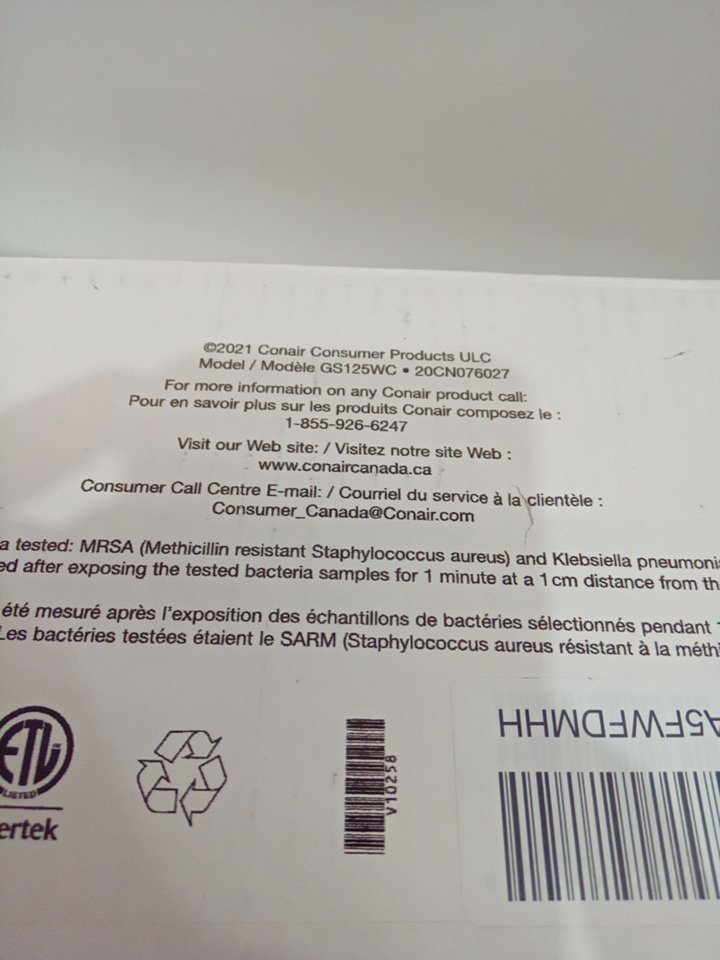 ©2021 Conair Consumer Products ULC
Model / Modèle GS125WC • 20CN076027
For more information on any Conair product call:
Pour en savoir plus sur les produits Conair composez le :
1-855-926-6247
Visit our Web site: / Visitez notre site Web :
www.conaircanada.ca
Consumer Call Centre E-mail: / Courriel du service à la clientèle :
Consumer_Canada@Conair.com
a tested: MRSA (Methicillin resistant Staphylococcus aureus) and Klebsiella pneumoni
ed after exposing the tested bacteria samples for 1 minute at a 1 cm distance from th
été mesuré après l'exposition des échantillons de bactéries sélectionnés pendant 1
Les bactéries testées étaient le SARM (Staphylococcus aureus résistant à la méth
ETL
LISTED
ertek
V10258
A5FWFDMHH